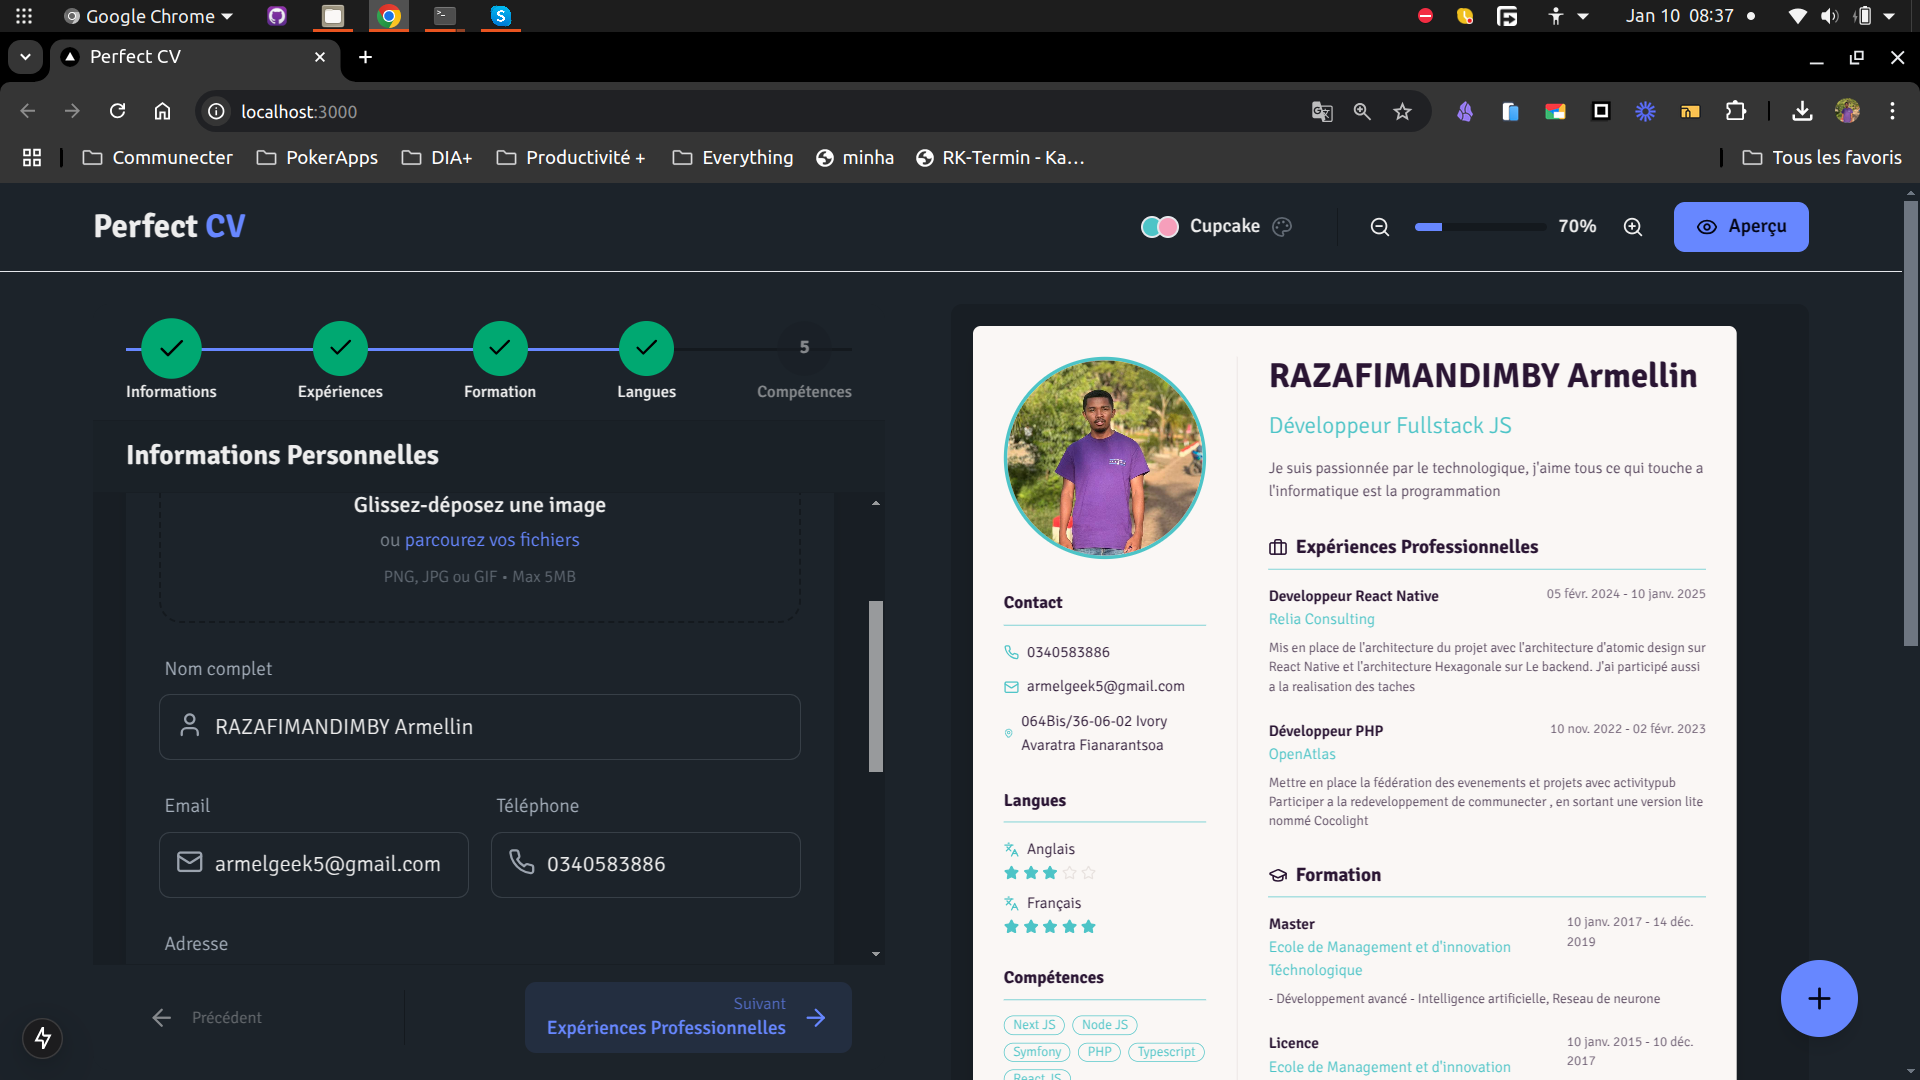 Google Chrome
Jan 10 08:37
Perfect CV
localhost:3000
Communecter
PokerApps
DIA+
Productivité +
Everything
minha
RK-Termin - Ka…
Tous les favoris
Perfect CV
Cupcake
70%
Aperçu
5
Informations
Expériences
Formation
Langues
Compétences
Informations Personnelles
Glissez-déposez une image
ou parcourez vos fichiers
PNG, JPG ou GIF • Max 5MB
Nom complet
RAZAFIMANDIMBY Armellin
Email
Téléphone
armelgeek5@gmail.com
0340583886
Adresse
Précédent
Suivant
Expériences Professionnelles
Contact
0340583886
armelgeek5@gmail.com
064Bis/36-06-02 Ivory
Avaratra Fianarantsoa
Langues
Anglais
Français
Compétences
Next JS
Node JS
Symfony
PHP
Typescript
React JS
RAZAFIMANDIMBY Armellin
Développeur Fullstack JS
Je suis passionnée par le technologique, j'aime tous ce qui touche a
l'informatique est la programmation
Expériences Professionnelles
Developpeur React Native
05 févr. 2024 - 10 janv. 2025
Relia Consulting
Mis en place de l'architecture du projet avec l'architecture d'atomic design sur
React Native et l'architecture Hexagonale sur Le backend. J'ai participé aussi
a la realisation des taches
Développeur PHP
10 nov. 2022 - 02 févr. 2023
OpenAtlas
Mettre en place la fédération des evenements et projets avec activitypub
Participer a la redeveloppement de communecter , en sortant une version lite
nommé Cocolight
Formation
Master
10 janv. 2017 - 14 déc.
2019
Ecole de Management et d'innovation
Téchnologique
- Développement avancé - Intelligence artificielle, Reseau de neurone
Licence
10 janv. 2015 - 10 déc.
2017
Ecole de Management et d'innovation